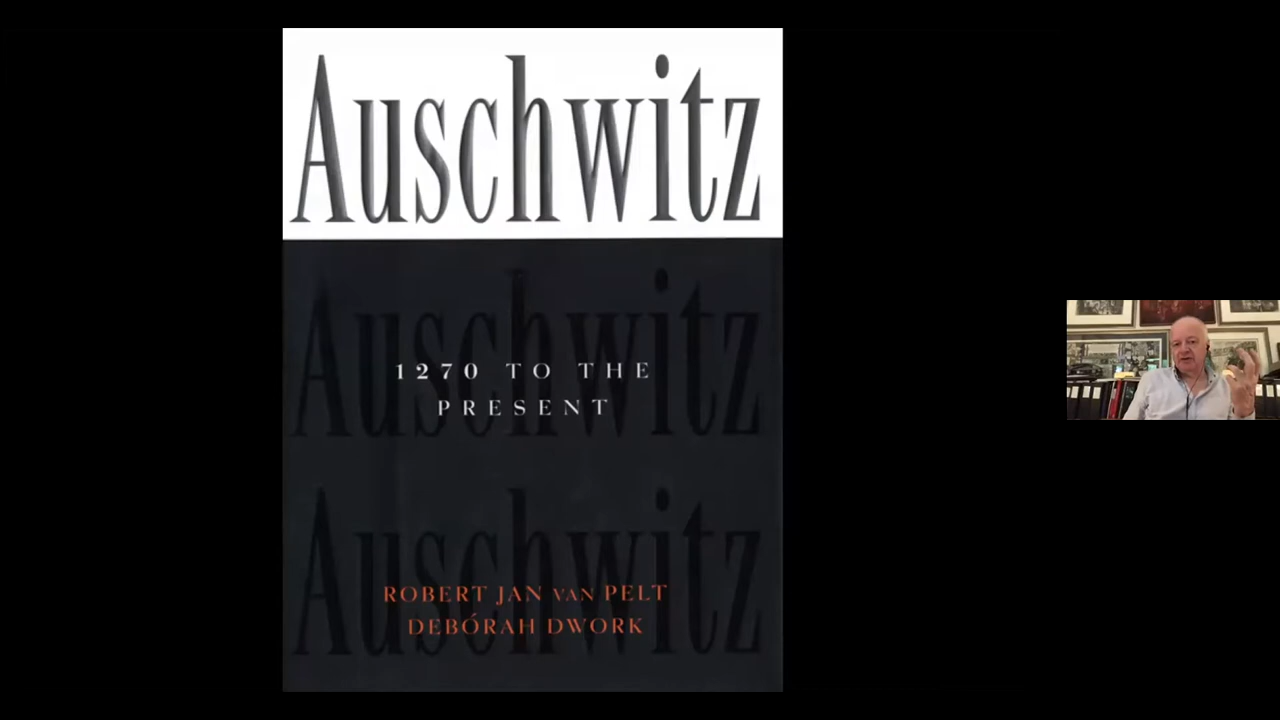 Auschwitz
Auschwitz
1270 TO THE
PRESENT
Auschwitz
ROBERT JAN VAN PELT
DEBÓRAH DWORK